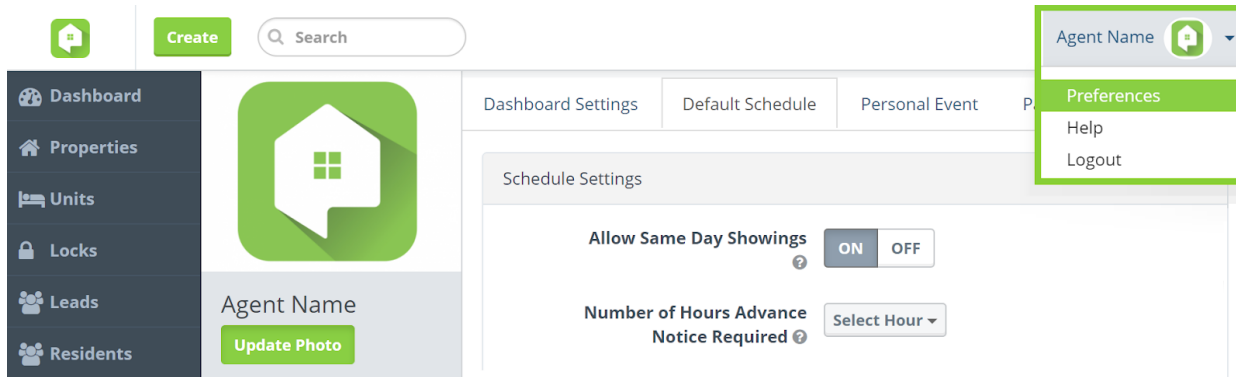 Create
Search
Agent Name
Preferences
Help
Logout
Dashboard
Properties
Units
Locks
Leads
Residents
Agent Name
Update Photo
Dashboard Settings
Default Schedule
Personal Event
Schedule Settings
Allow Same Day Showings
ON
OFF
Number of Hours Advance
Notice Required
Select Hour